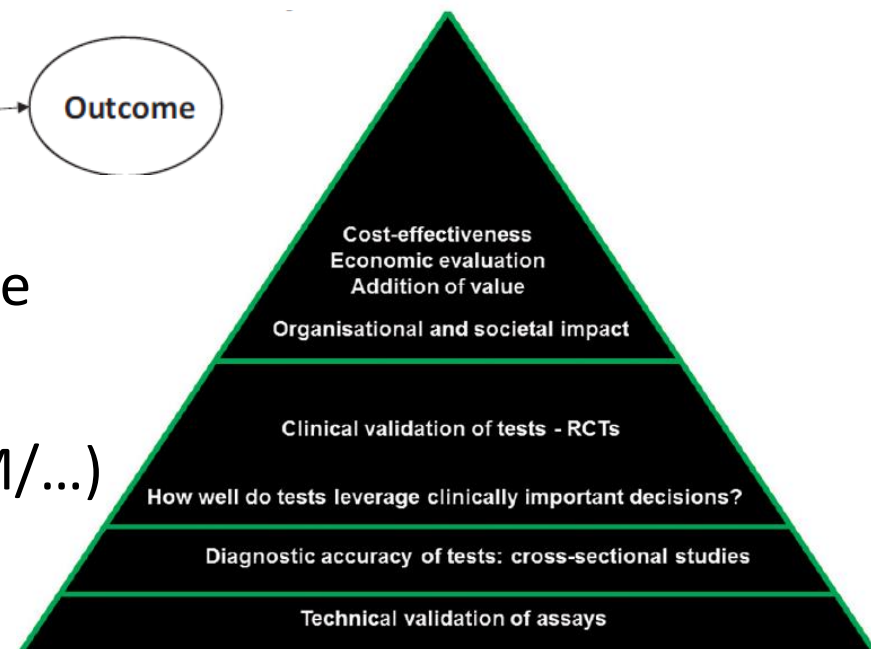 Outcome
e
M/...)
Cost-effectiveness
Economic evaluation
Addition of value
Organisational and societal impact
Clinical validation of tests - RCTs
How well do tests leverage clinically important decisions?
Diagnostic accuracy of tests: cross-sectional studies
Technical validation of assays